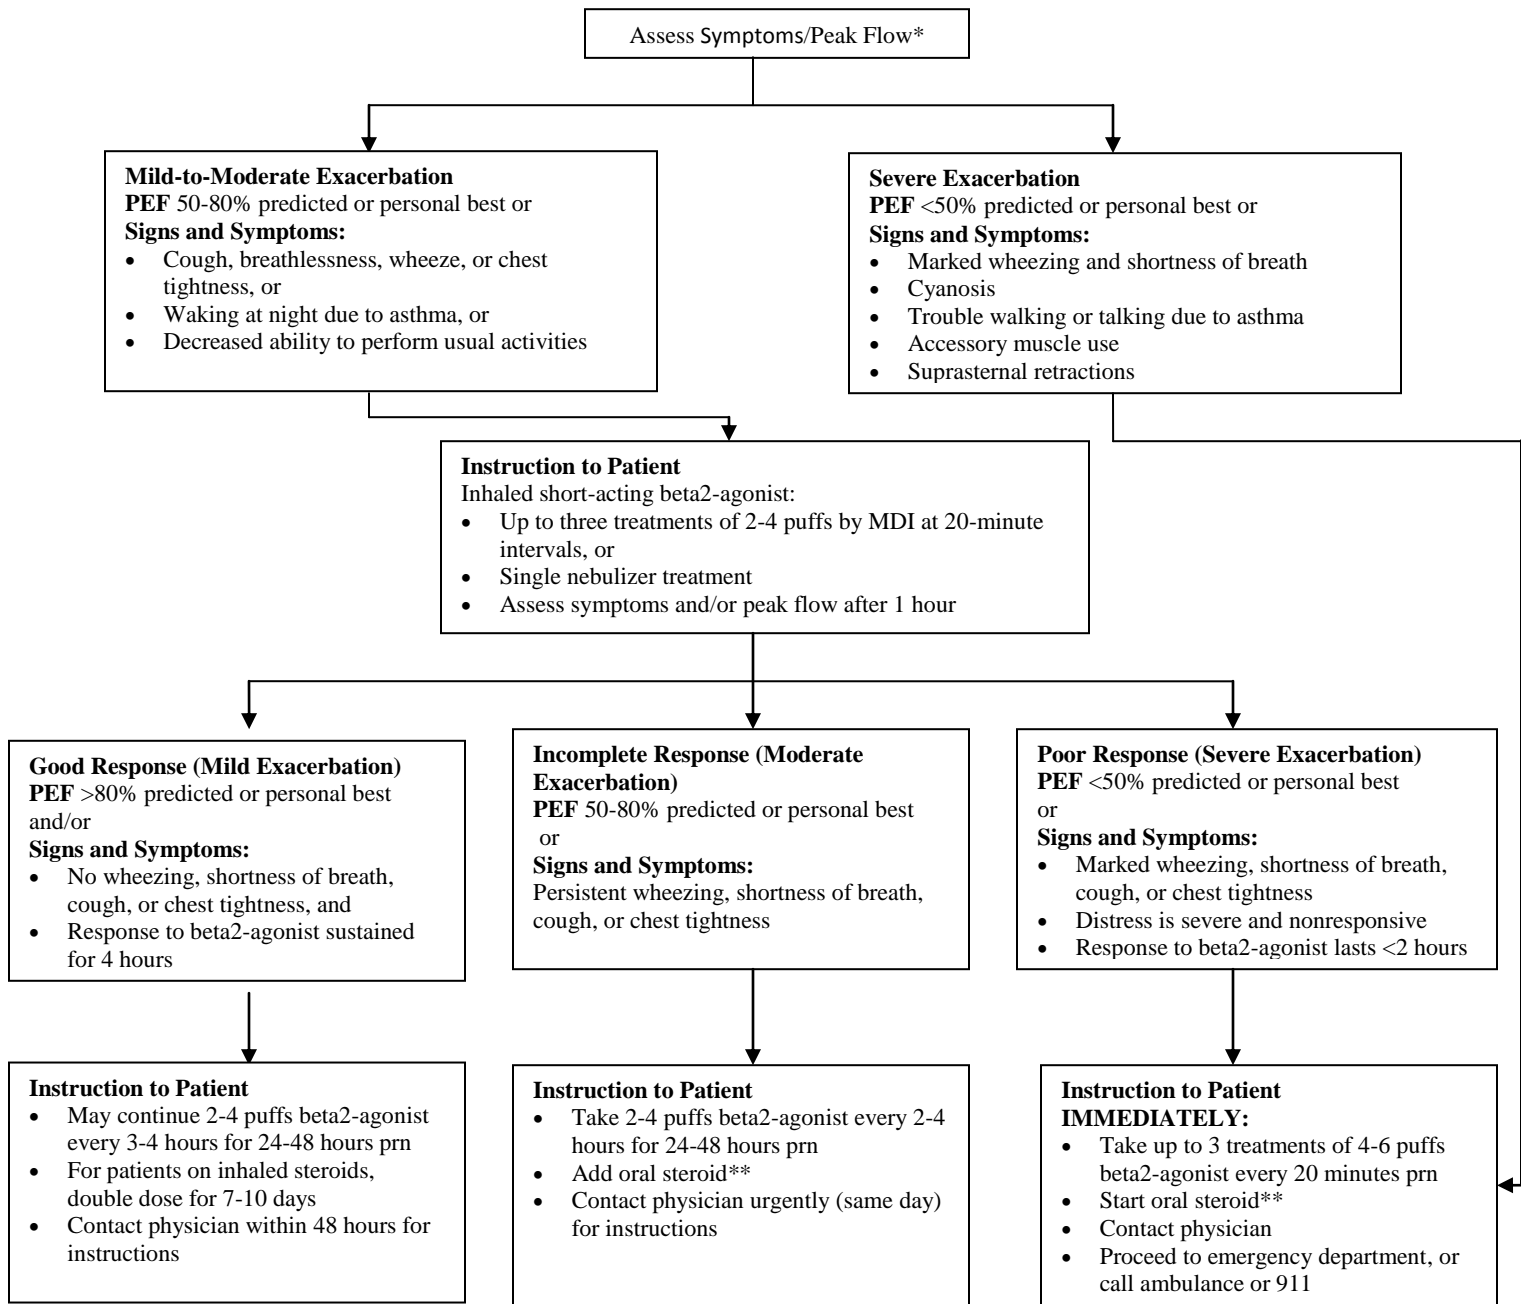 Assess Symptoms/Peak Flow*
Mild-to-Moderate Exacerbation
PEF 50-80% predicted or personal best or
Signs and Symptoms:
• Cough, breathlessness, wheeze, or chest
tightness, or
• Waking at night due to asthma, or
• Decreased ability to perform usual activities
Severe Exacerbation
PEF <50% predicted or personal best or
Signs and Symptoms:
• Marked wheezing and shortness of breath
• Cyanosis
• Trouble walking or talking due to asthma
• Accessory muscle use
• Suprasternal retractions
Instruction to Patient
Inhaled short-acting beta2-agonist:
• Up to three treatments of 2-4 puffs by MDI at 20-minute
intervals, or
• Single nebulizer treatment
• Assess symptoms and/or peak flow after 1 hour
Good Response (Mild Exacerbation)
PEF >80% predicted or personal best
and/or
Signs and Symptoms:
• No wheezing, shortness of breath,
cough, or chest tightness, and
• Response to beta2-agonist sustained
for 4 hours
Incomplete Response (Moderate
Exacerbation)
PEF 50-80% predicted or personal best
or
Signs and Symptoms:
Persistent wheezing, shortness of breath,
cough, or chest tightness
Poor Response (Severe Exacerbation)
PEF <50% predicted or personal best
or
Signs and Symptoms:
• Marked wheezing, shortness of breath,
cough, or chest tightness
• Distress is severe and nonresponsive
• Response to beta2-agonist lasts <2 hours
Instruction to Patient
• May continue 2-4 puffs beta2-agonist
every 3-4 hours for 24-48 hours prn
• For patients on inhaled steroids,
double dose for 7-10 days
• Contact physician within 48 hours for
instructions
Instruction to Patient
• Take 2-4 puffs beta2-agonist every 2-4
hours for 24-48 hours prn
• Add oral steroid**
• Contact physician urgently (same day)
for instructions
Instruction to Patient
IMMEDIATELY:
• Take up to 3 treatments of 4-6 puffs
beta2-agonist every 20 minutes prn
• Start oral steroid**
• Contact physician
• Proceed to emergency department, or
call ambulance or 911